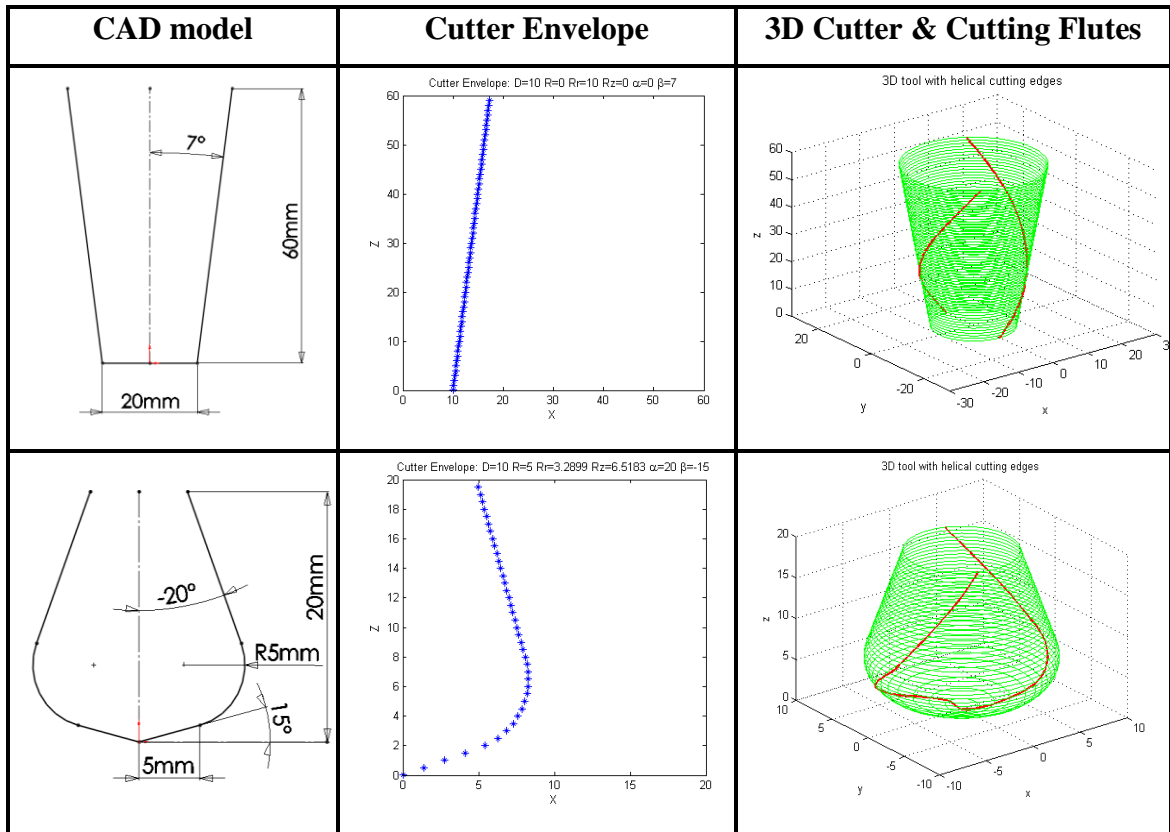 CAD model
Cutter Envelope
3D Cutter & Cutting Flutes
7°
60mm
20mm
Cutter Envelope: D=10 R=0 Rr=10 Rz=0 α=0 β=7
60
50
40
30
20
10
0
Z
0 10 20 30 40 50 60
X
3D tool with helical cutting edges
60
50
40
30
20
10
0
z
20
0
-20
y
-30 -20 -10 0 10 20 3
x
-20°
20mm
R5mm
15°
5mm
Cutter Envelope: D=10 R=5 Rr=3.2899 Rz=6.5183 α=20 β=-15
20
18
16
14
12
10
8
6
4
2
0
Z
0 5 10 15 20
X
3D tool with helical cutting edges
20
15
10
5
0
z
10
5
0
-5
-10
y
-10 -5 0 5 10
x